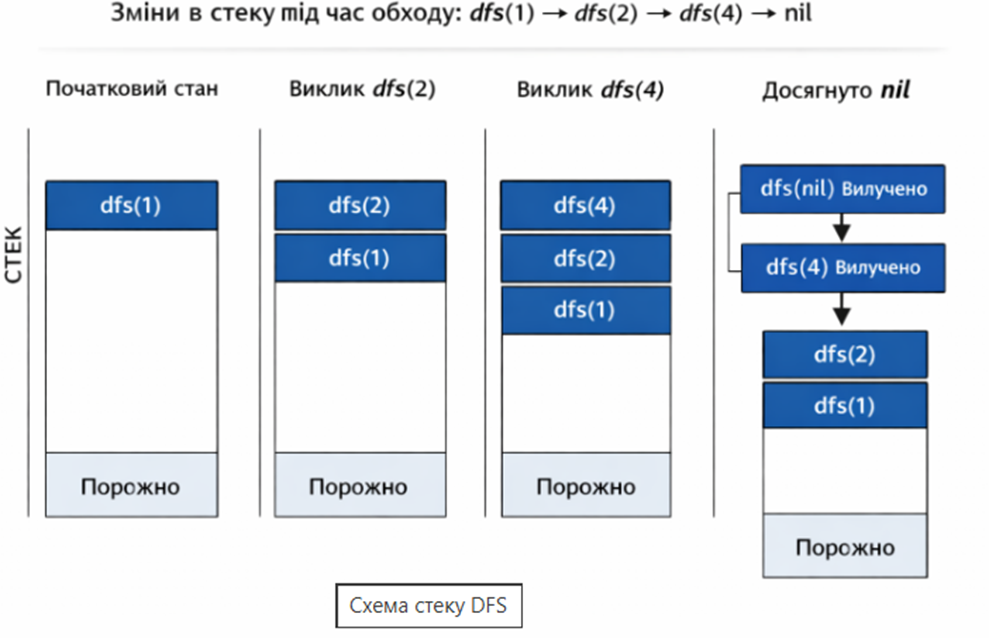 Зміни в стеку під час обходу: dfs(1) → dfs(2) → dfs(4) → nil
Початковий стан
Виклик dfs(2)
Виклик dfs(4)
Досягнуто nil
СТЕК
dfs(1)
Порожно
dfs(2)
dfs(1)
Порожно
dfs(4)
dfs(2)
dfs(1)
Порожно
dfs(nil) Вилучено
dfs(4) Вилучено
dfs(2)
dfs(1)
Порожно
Схема стеку DFS